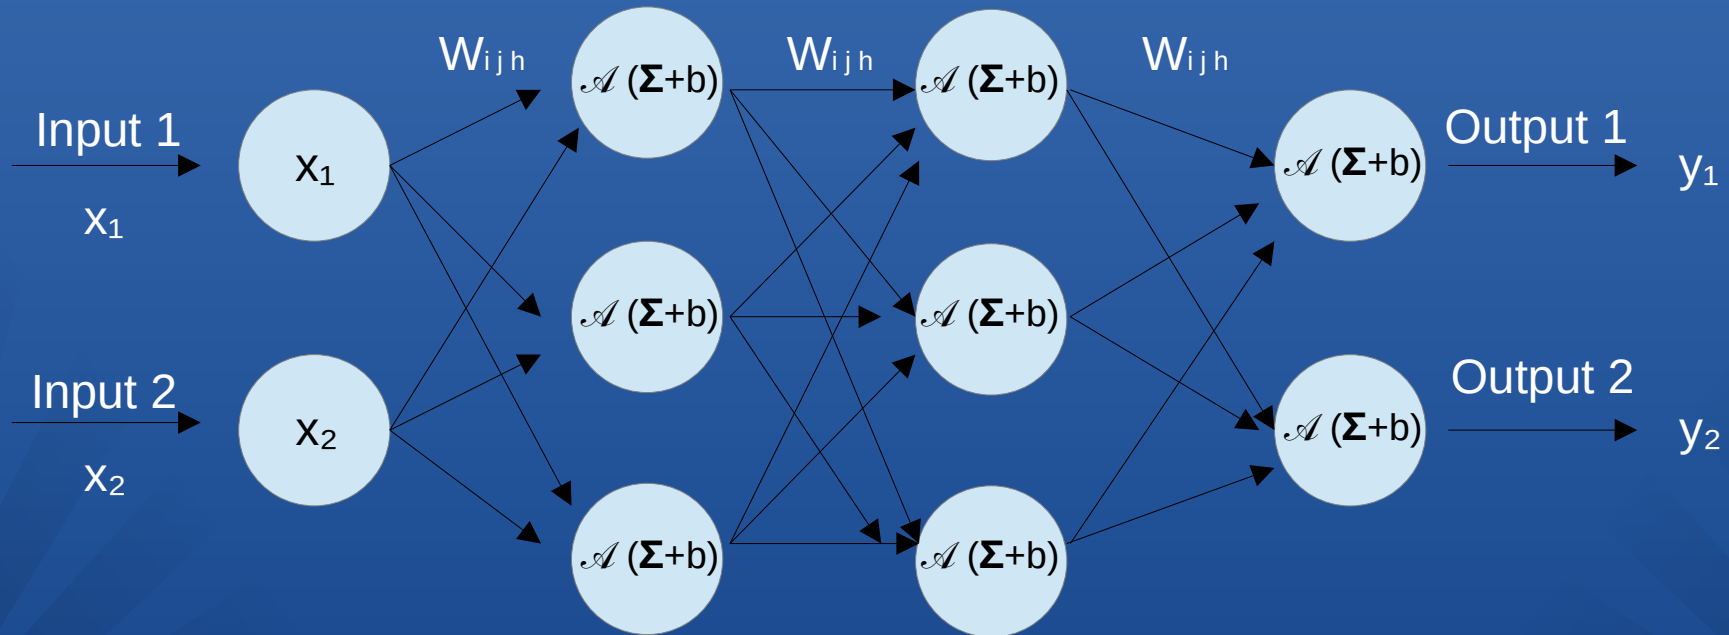 Input 1
x₁
Input 2
x₂
x₁
x₂
Wᵢⱼₕ
𝒜 (Σ+b)
𝒜 (Σ+b)
𝒜 (Σ+b)
Wᵢⱼₕ
𝒜 (Σ+b)
𝒜 (Σ+b)
𝒜 (Σ+b)
Wᵢⱼₕ
𝒜 (Σ+b)
𝒜 (Σ+b)
Output 1
y₁
Output 2
y₂